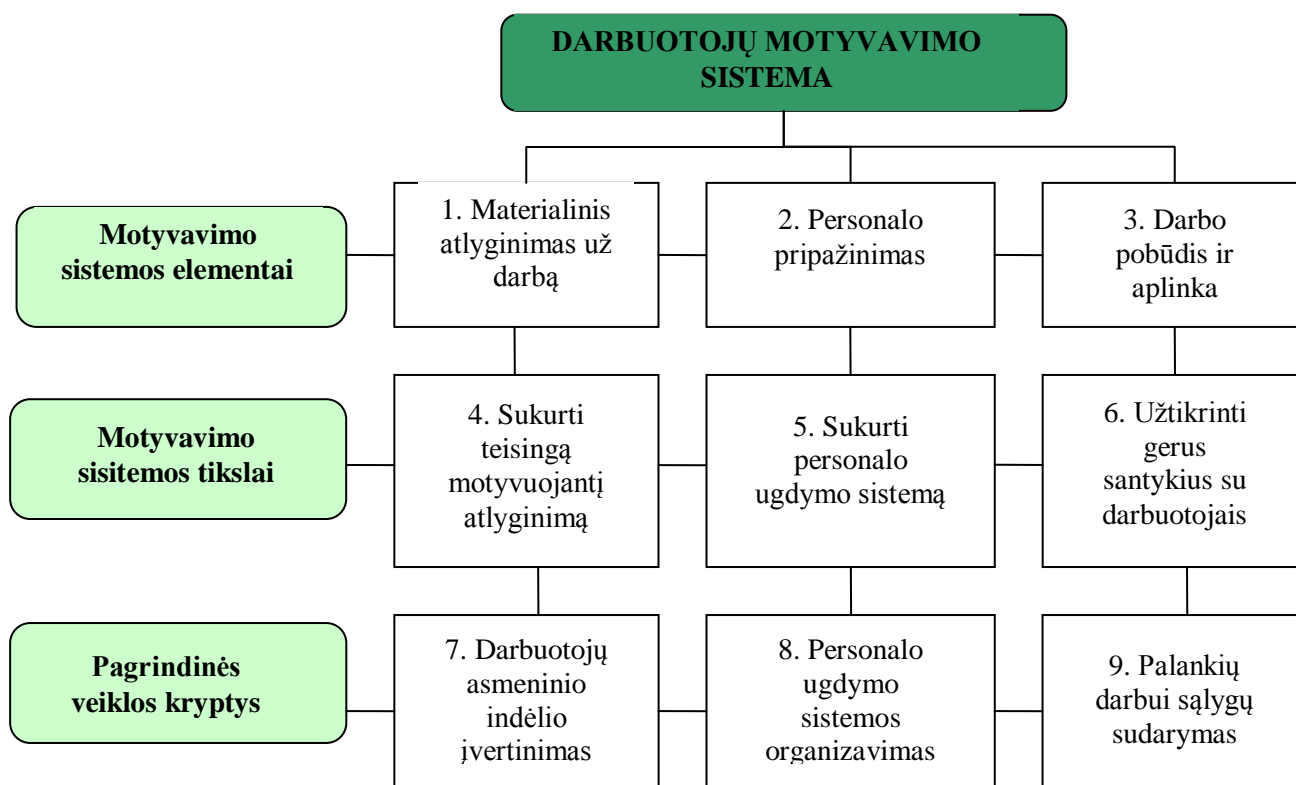 DARBUOTOJŲ MOTYVAVIMO
SISTEMA
Motyvavimo
sistemos elementai
1. Materialinis
atlyginimas už
darbą
2. Personalo
pripažinimas
3. Darbo
pobūdis ir
aplinka
Motyvavimo
sisitemos tikslai
4. Sukurti
teisingą
motyvuojantį
atlyginimą
5. Sukurti
personalo
ugdymo sistemą
6. Užtikrinti
gerus
santykius su
darbuotojais
Pagrindinės
veiklos kryptys
7. Darbuotojų
asmeninio
indėlio
įvertinimas
8. Personalo
ugdymo
sistemos
organizavimas
9. Palankių
darbui sąlygų
sudarymas